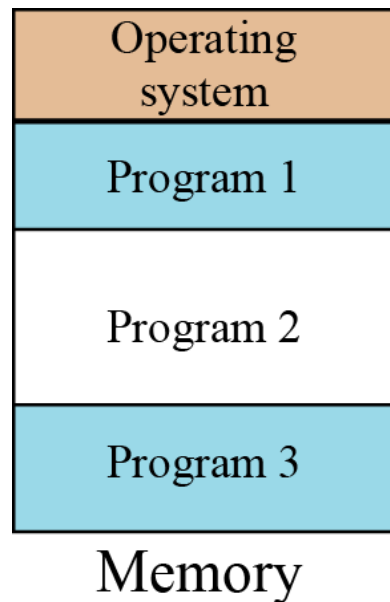 Operating
system
Program 1
Program 2
Program 3
Memory